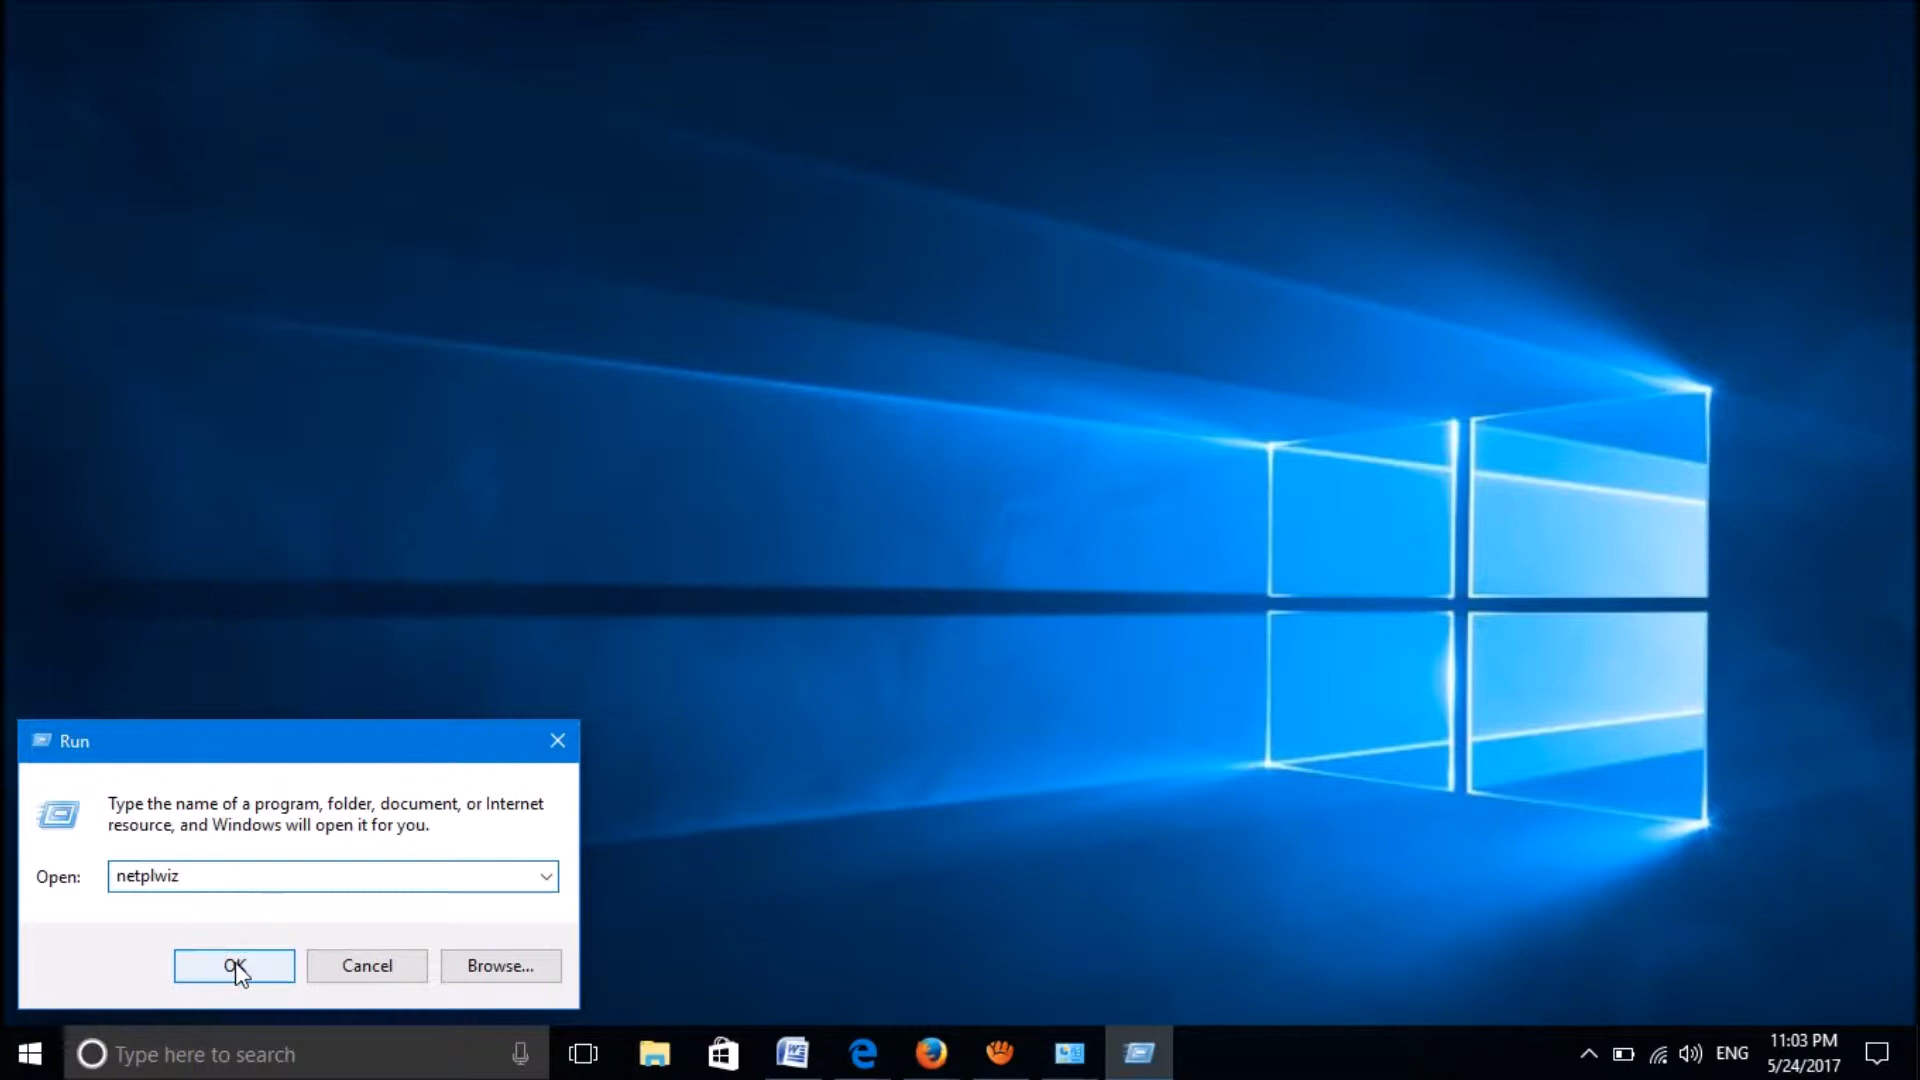 Run
Type the name of a program, folder, document, or Internet
resource, and Windows will open it for you.
Open:
netplwiz
OK
Cancel
Browse...
Type here to search
ENG
11:03 PM
5/24/2017